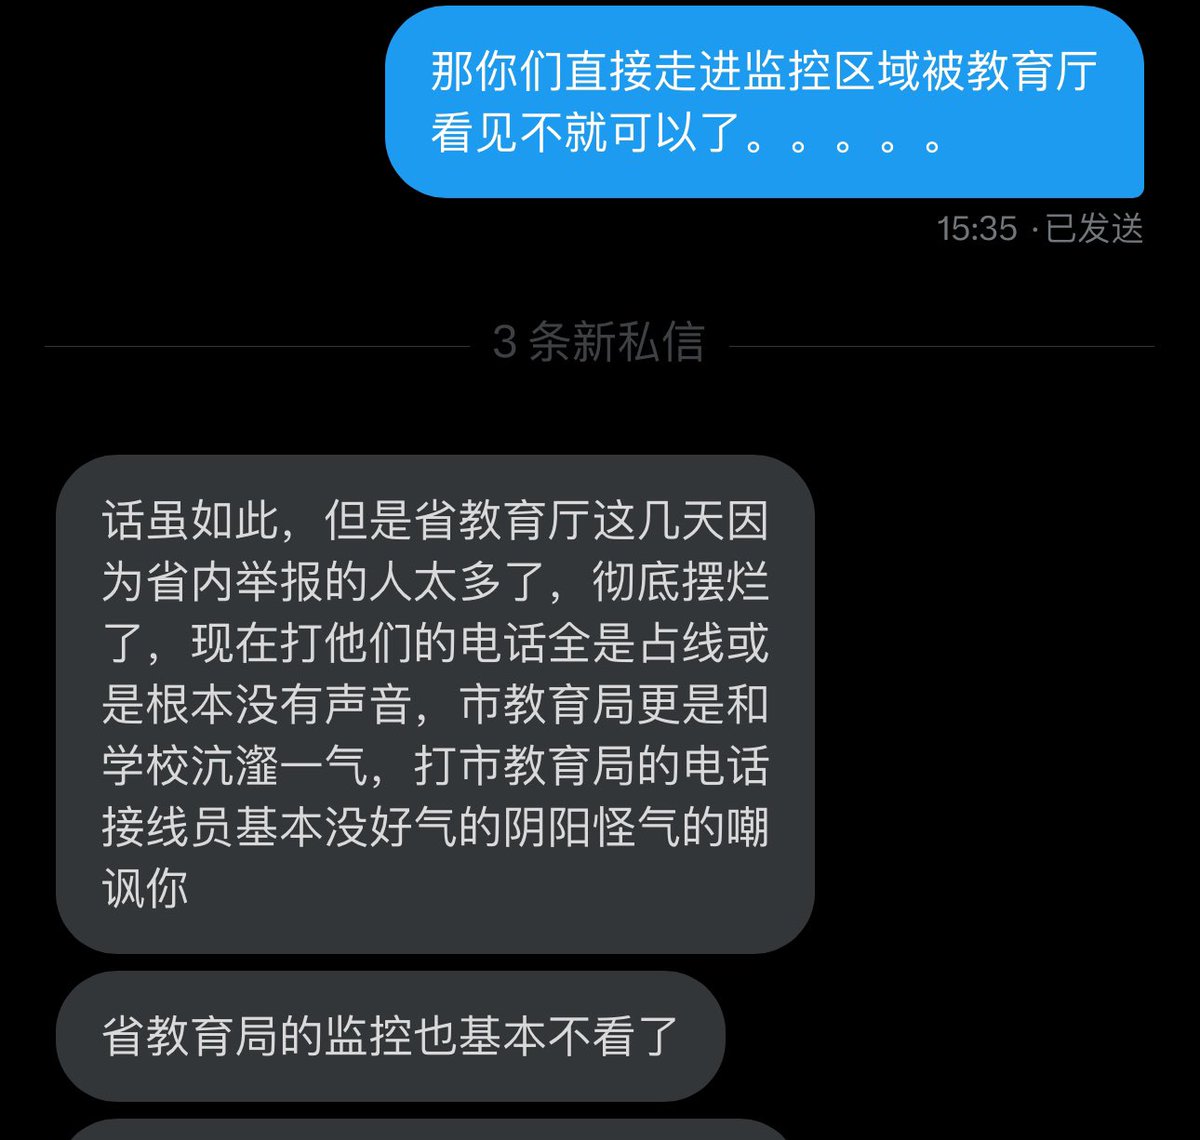 那你们直接走进监控区域被教育厅
看见不就可以了。。。。。
15:35 · 已发送
3 条新私信
话虽如此，但是省教育厅这几天因
为省内举报的人太多了，彻底摆烂
了，现在打他们的电话全是占线或
是根本没有声音，市教育局更是和
学校沆瀣一气，打市教育局的电话
接线员基本没好气的阴阳怪气的嘲
讽你
省教育局的监控也基本不看了